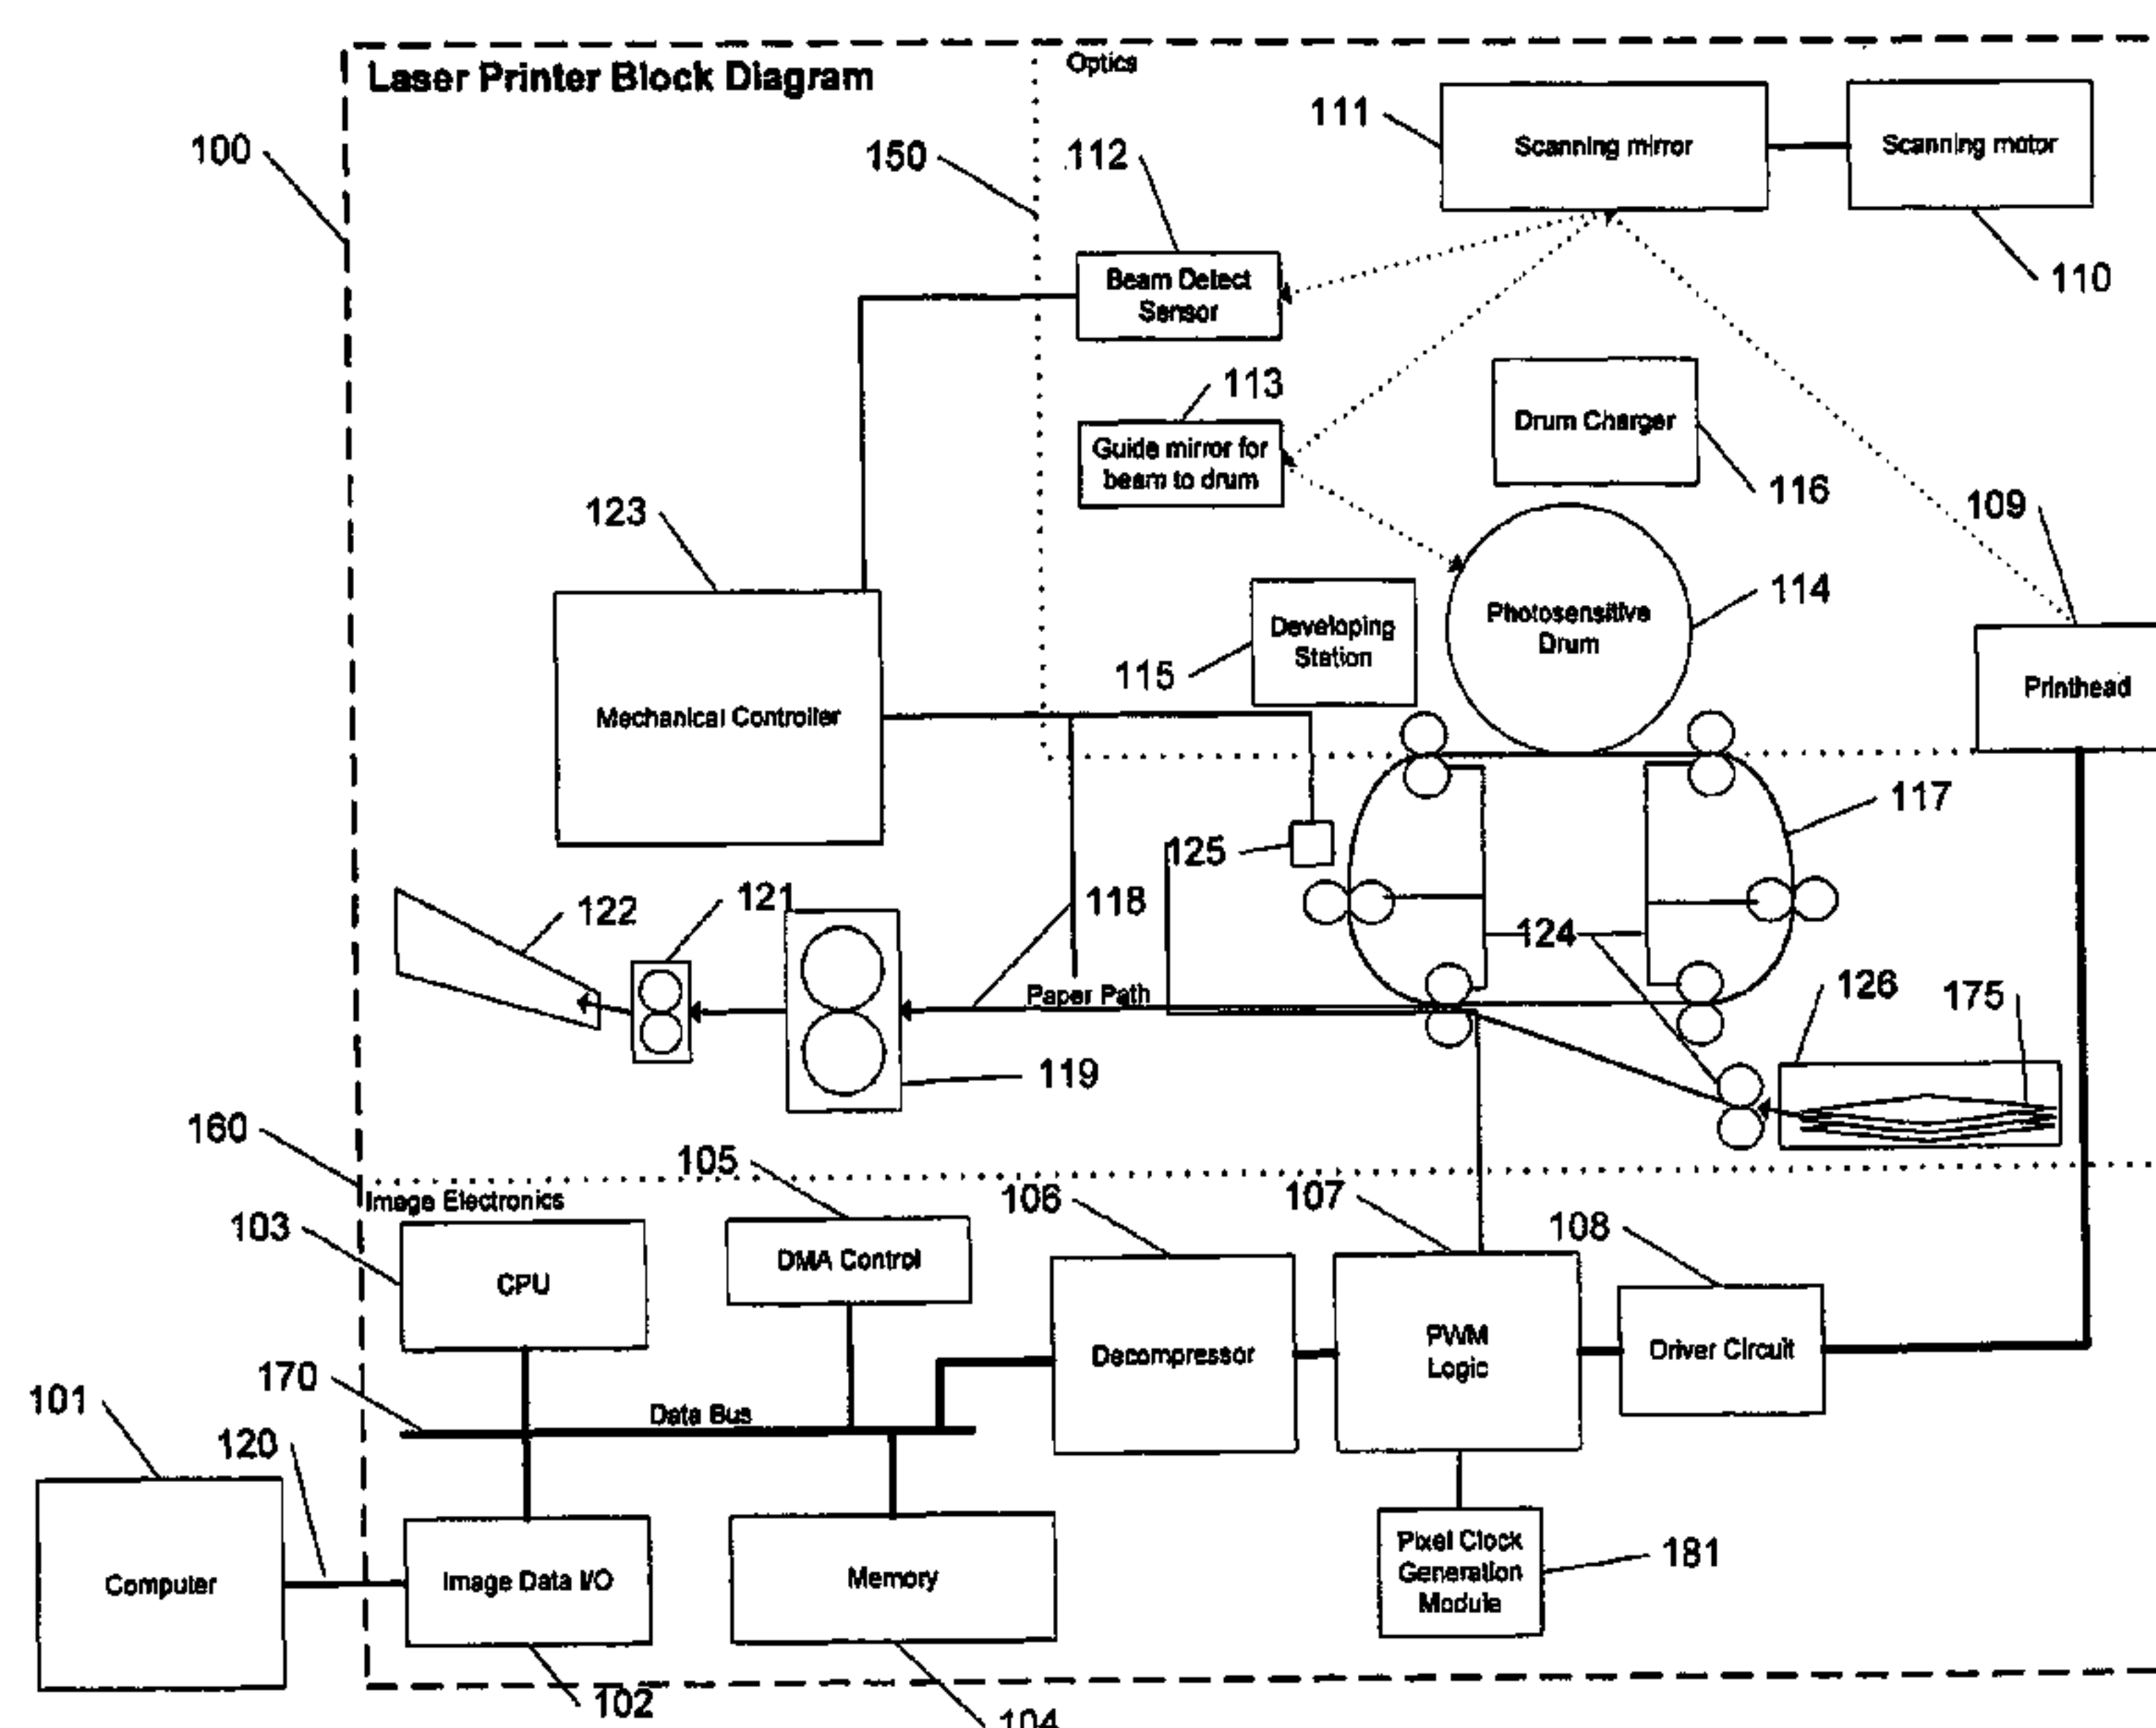 Laser Printer Block Diagram
Optics
100
150
112
111
Scanning mirror
Scanning motor
110
Beam Detect
Sensor
113
Guide mirror for
beam to drum
Drum Charger
116
109
123
Photosensitive
Drum
114
Developing
Station
115
Printhead
Mechanical Controller
117
125
122
121
118
124
Paper Path
126
175
119
160
105
Image Electronics
103
106
107
108
CPU
DMA Control
Decompressor
PWM
Logic
Driver Circuit
170
Data Bus
101
120
Computer
Image Data I/O
Memory
Pixel Clock
Generation
Module
181
102
104